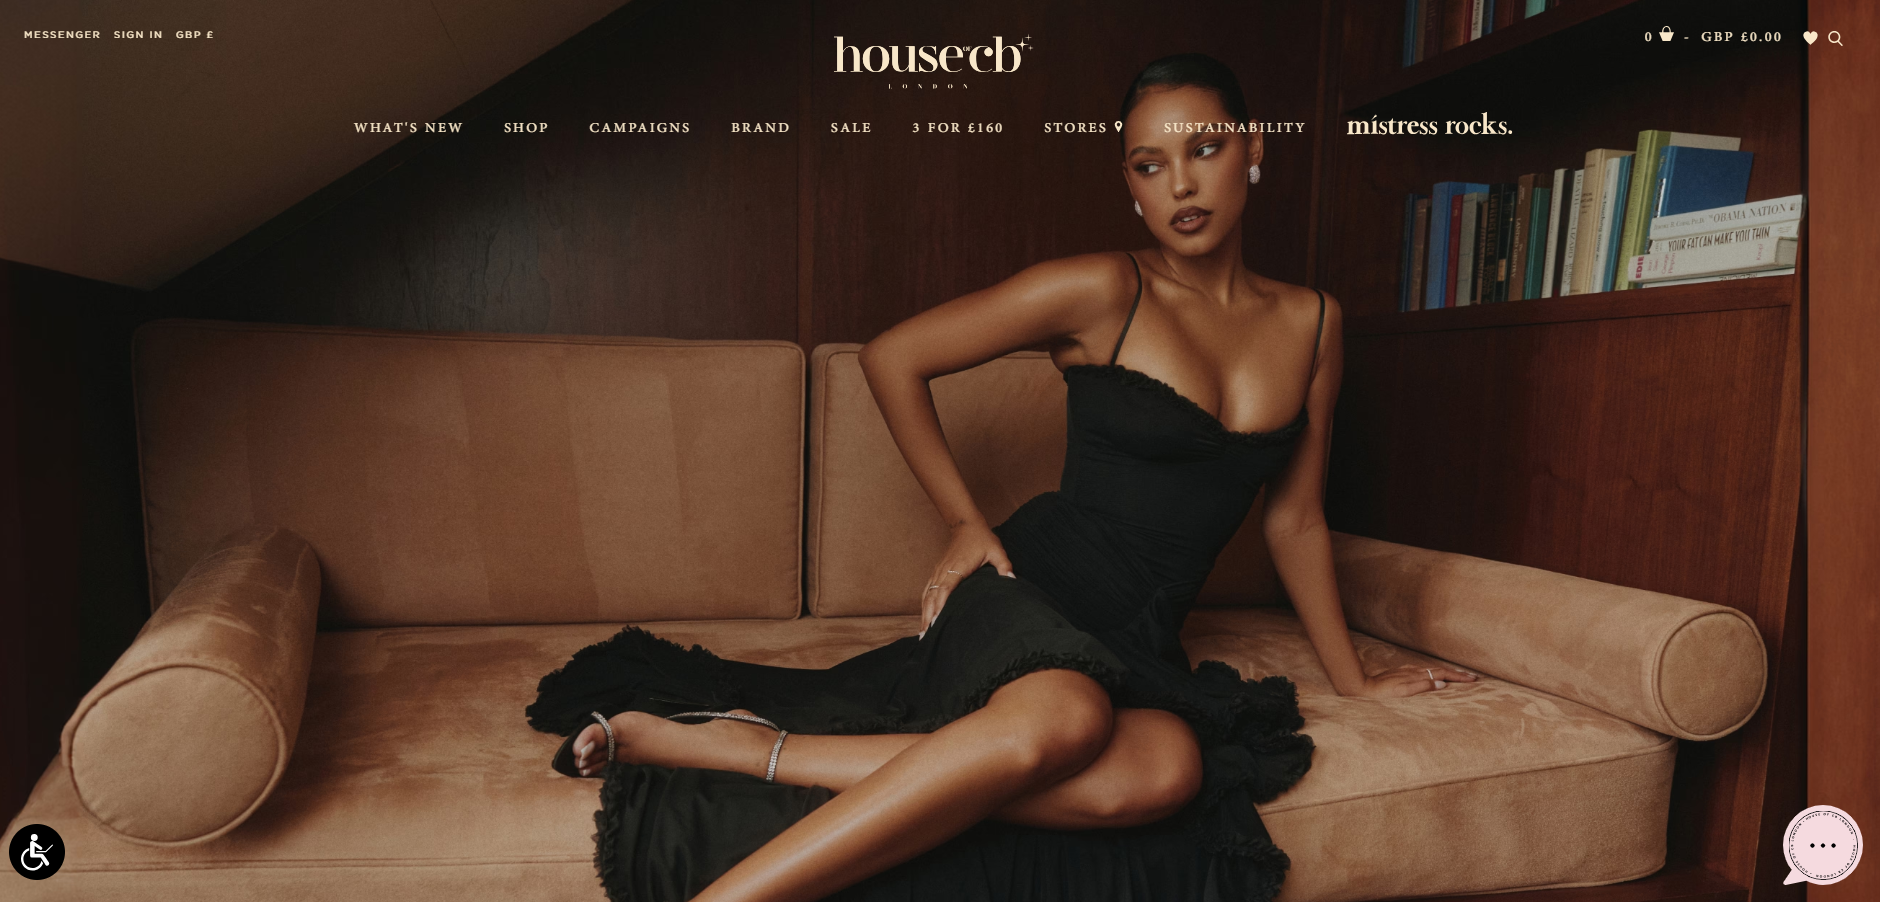 MESSENGER SIGN IN GBP £
house of cb
LONDON
0 - GBP £0.00
WHAT'S NEW SHOP CAMPAIGNS BRAND SALE 3 FOR £160 STORES SUSTAINABILITY místress rocks.
"OBAMA NATION
YOUR FAT CAN MAKE YOU THIN
EDIE